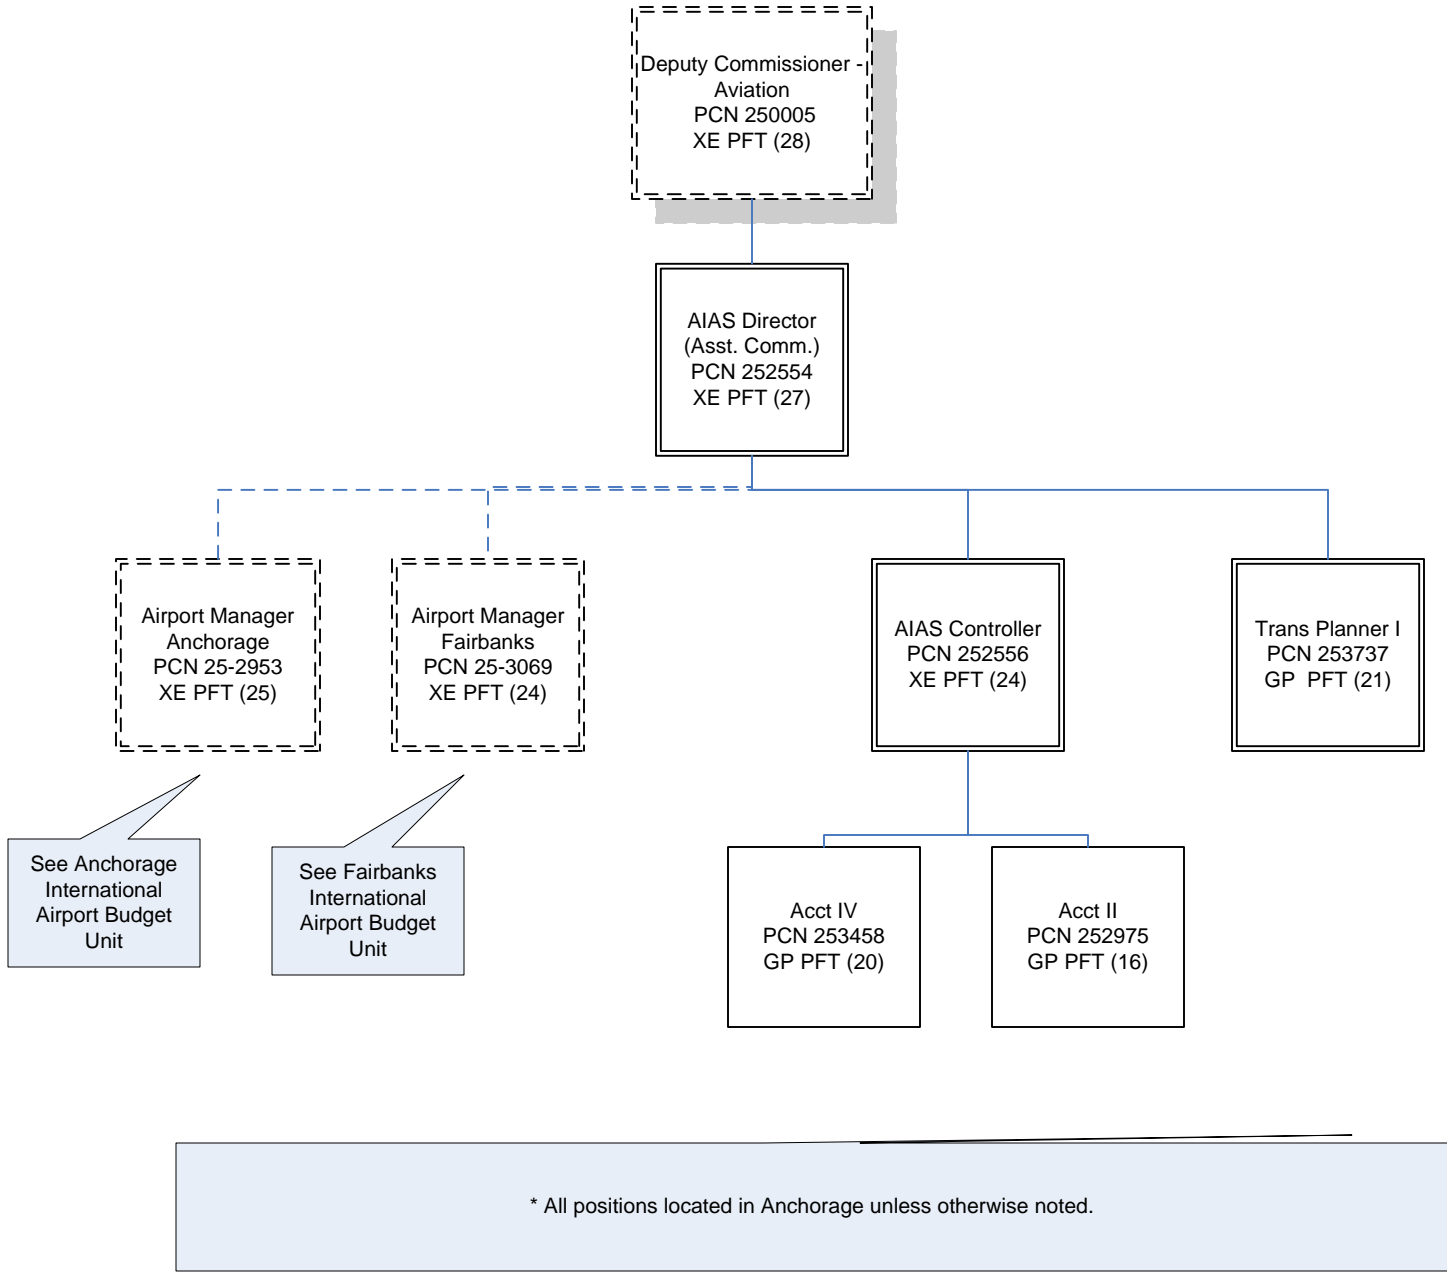 Deputy Commissioner -
Aviation
PCN 250005
XE PFT (28)
AIAS Director
(Asst. Comm.)
PCN 252554
XE PFT (27)
Airport Manager
Anchorage
PCN 25-2953
XE PFT (25)
Airport Manager
Fairbanks
PCN 25-3069
XE PFT (24)
AIAS Controller
PCN 252556
XE PFT (24)
Trans Planner I
PCN 253737
GP  PFT (21)
See Anchorage
International
Airport Budget
Unit
See Fairbanks
International
Airport Budget
Unit
Acct IV
PCN 253458
GP PFT (20)
Acct II
PCN 252975
GP PFT (16)
* All positions located in Anchorage unless otherwise noted.